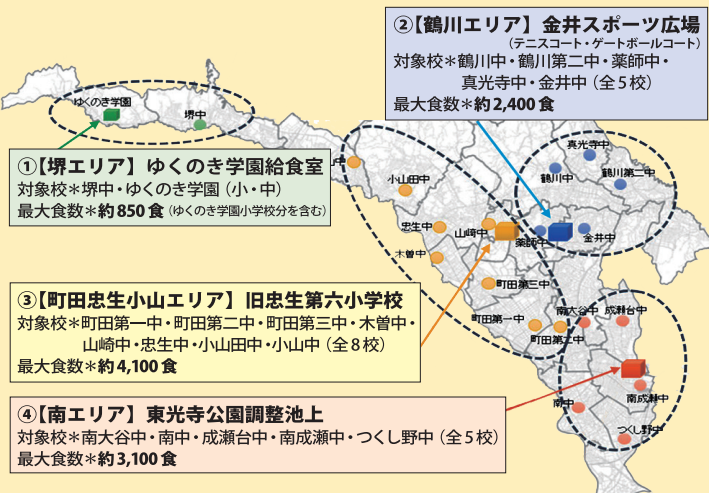 ②【鶴川エリア】金井スポーツ広場
（テニスコート・ゲートボールコート）
対象校＊鶴川中・鶴川第二中・薬師中・
真光寺中・金井中（全５校）
最大食数＊約2,400食
ゆくのき学園
堺中
①【堺エリア】ゆくのき学園給食室
対象校＊堺中・ゆくのき学園（小・中）
最大食数＊約850食（ゆくのき学園小学校分を含む）
中
小山田中
忠生中
山崎中
木曽中
町田第三中
町田第一中
町田第二中
真光寺中
鶴川中
鶴川第二中
薬師中
金井中
③【町田忠生小山エリア】旧忠生第六小学校
対象校＊町田第一中・町田第二中・町田第三中・木曽中・
山崎中・忠生中・小山田中・小山中（全８校）
最大食数＊約4,100食
南大谷中
成瀬台中
南成瀬中
南中
つくし野中
④【南エリア】東光寺公園調整池上
対象校＊南大谷中・南中・成瀬台中・南成瀬中・つくし野中（全５校）
最大食数＊約3,100食